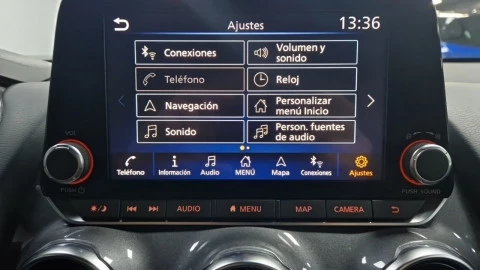 Ajustes
13:36
Conexiones
Volumen y
sonido
Teléfono
Reloj
Navegación
Personalizar
menú Inicio
Sonido
Person. fuentes
de audio
Teléfono
Información
Audio
MENÚ
Mapa
Conexiones
Ajustes
VOL
PUSH
PUSH SOUND
AUDIO
MENU
MAP
CAMERA